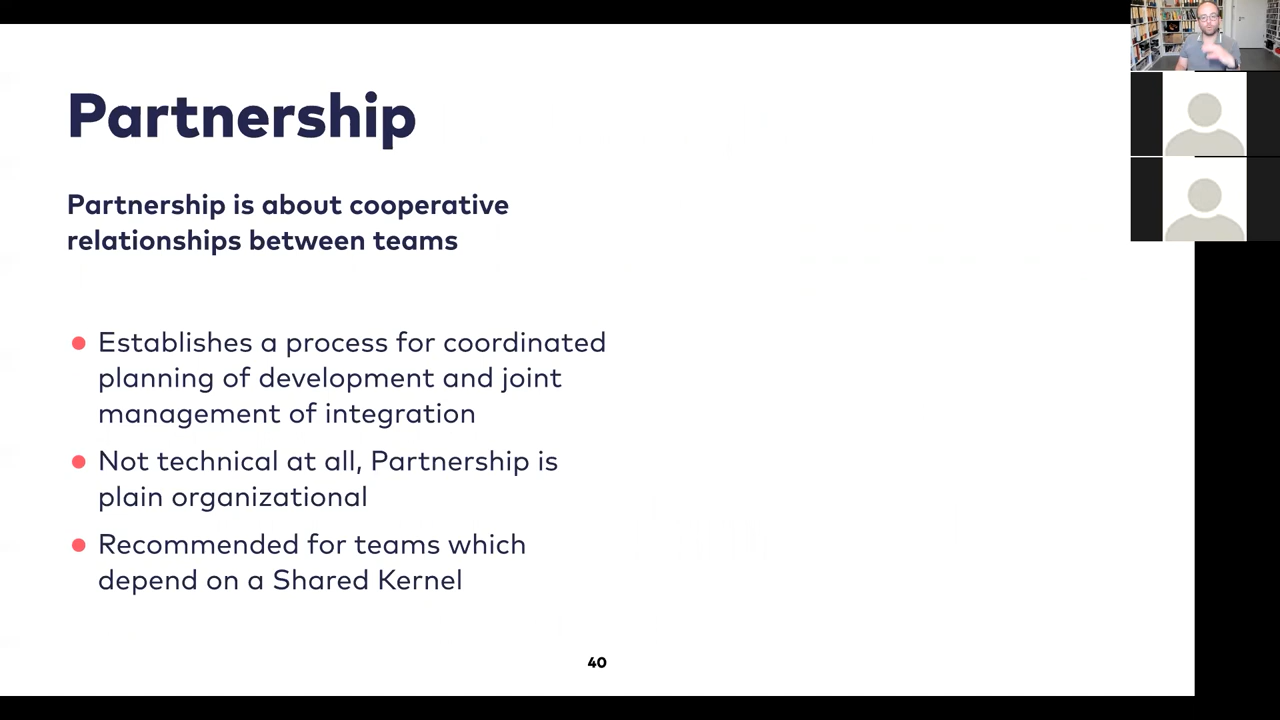 Partnership
Partnership is about cooperative
relationships between teams
Establishes a process for coordinated
planning of development and joint
management of integration
Not technical at all, Partnership is
plain organizational
Recommended for teams which
depend on a Shared Kernel
40